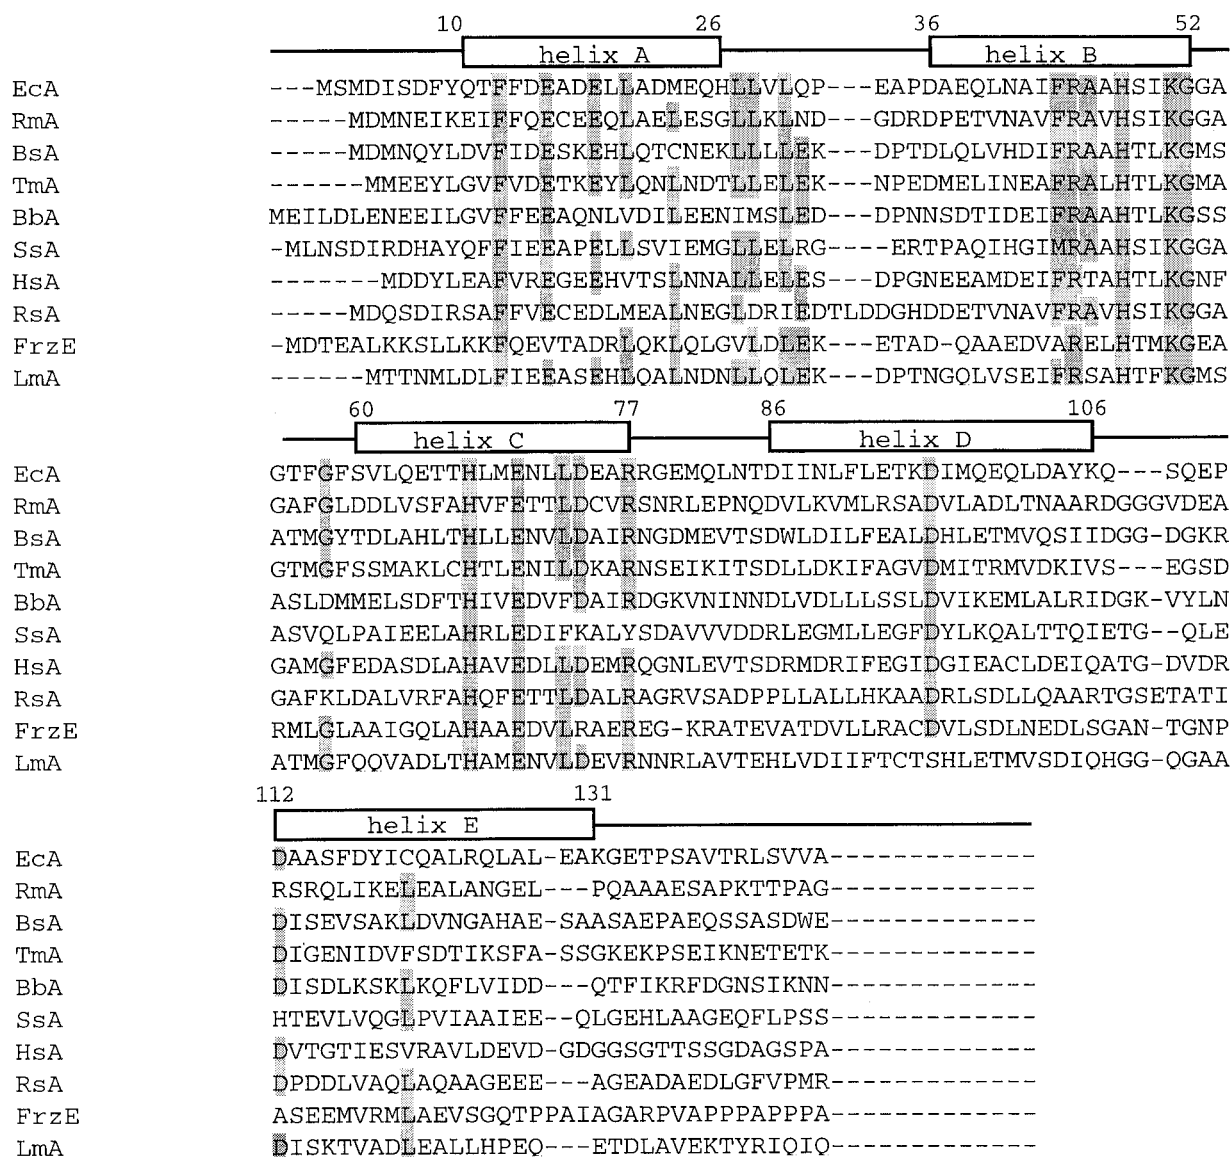 10 26 36 52
helix A helix B
EcA ---MSMDISDFYQTFFDEADELLADMEQHLLVLQP---EAPDAEQLNAIFRAAHSIKGGA
RmA -----MDMNEIKEIFFQECEEQLAELESGLLKLND---GDRDPETVNAVFRAVHSIKGGA
BsA -----MDMNQYLDVFIDESKEHLQTCNEKLLLLEK---DPTDLQLVHDIFRAAHTLKGMS
TmA ------MMEEYLGVFVDETKEYLQNLNDTLLELEK---NPEDMELINEAFRALHTLKGMA
BbA MEILDLENEEILGVFFEEAQNLVDILEENIMSLED---DPNNSDTIDEIFRAAHTLKGSS
SsA -MLNSDIRDHAYQFFIEEAPELLSVIEMGLLELRG----ERTPAQIHGIMRAAHSIKGGA
HsA -------MDDYLEAFVREGEEHVTSLNNALLELES---DPGNEEAMDEIFRTAHTLKGNF
RsA -----MDQSDIRSAFFVECEDLMEALNEGLDRIEDTLDDGHDDETVNAVFRAVHSIKGGA
FrzE -MDTEALKKSLLKKFQEVTADRLQKLQLGVLDLEK---ETAD-QAAEDVARELHTMKGEA
LmA ------MTTNMLDLFIEEASEHLQALNDNLLQLEK---DPTNGQLVSEIFRSAHTFKGMS
60 77 86 106
helix C helix D
EcA GTFGFSVLQETTHLMENLLDEARRGEMQLNTDIINLFLETKDIMQEQLDAYKQ---SQEP
RmA GAFGLDDLVSFAHVFETTLDCVRSNRLEPNQDVLKVMLRSADVLADLTNAARDGGGVDEA
BsA ATMGYTDLAHLTHLLENVLDAIRNGDMEVTSDWLDILFEALDHLETMVQSIIDGG-DGKR
TmA GTMGFSSMAKLCHTLENILDKARNSEIKITSDLLDKIFAGVDMITRMVDKIVS---EGSD
BbA ASLDMMELSDFTHIVEDVFDAIRDGKVNINNDLVDLLLSSLDVIKEMLALRIDGK-VYLN
SsA ASVQLPAIEELAHRLEDIFKALYSDAVVVDDRLEGMLLEGFDYLKQALTTQIETG--QLE
HsA GAMGFEDASDLAHAVEDLLDEMRQGNLEVTSDRMDRIFEGIDGIEACLDEIQATG-DVDR
RsA GAFKLDALVRFAHQFETTLDALRAGRVSADPPLLALLHKAADRLSDLLQAARTGSETATI
FrzE RMLGLAAIGQLAHAAEDVLRAEREG-KRATEVATDVLLRACDVLSDLNEDLSGAN-TGNP
LmA ATMGFQQVADLTHAMENVLDEVRNNRLAVTEHLVDIIFTCTSHLETMVSDIQHGG-QGAA
112 131
helix E
EcA DAASFDYICQALRQLAL-EAKGETPSAVTRLSVVA------------
RmA RSRQLIKELEALANGEL---PQAAAESAPKTTPAG------------
BsA DISEVSAKLDVNGAHAE-SAASAEPAEQSSASDWE------------
TmA DIGENIDVFSDTIKSFA-SSGKEKPSEIKNETETK------------
BbA DISDLKSKLKQFLVIDD---QTFIKRFDGNSIKNN------------
SsA HTEVLVQGLPVIAAIEE--QLGEHLAAGEQFLPSS------------
HsA DVTGTIESVRAVLDEVD-GDGGSGTTSSGDAGSPA------------
RsA DPDDLVAQLAQAAGEEE---AGEADAEDLGFVPMR------------
FrzE ASEEMVRMLAEVSGQTPPAIAGARPVAPPPAPPPA------------
LmA DISKTVADLEALLHPEQ---ETDLAVEKTYRIQIQ------------